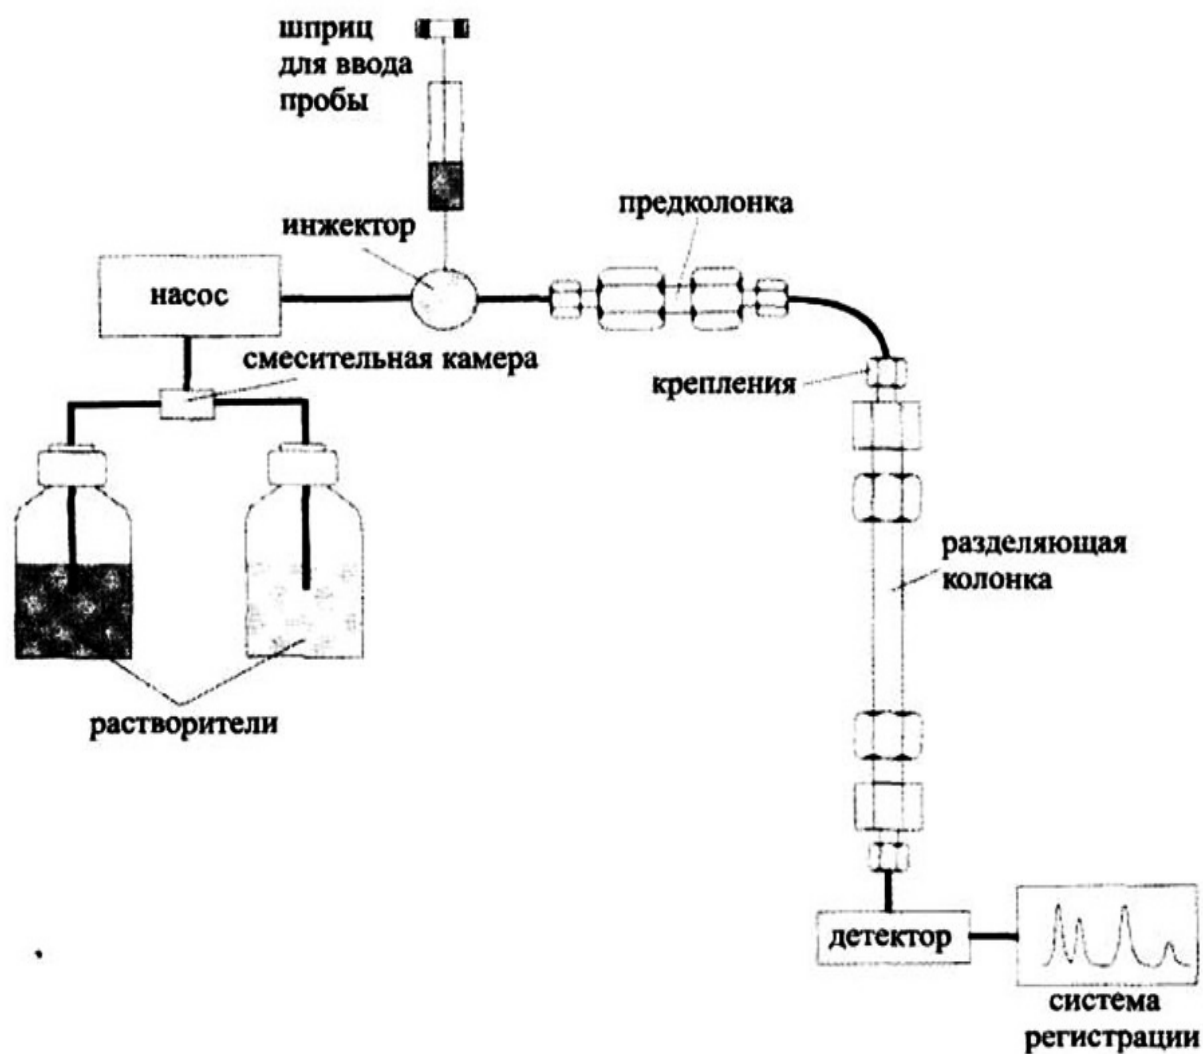 шприц
для ввода
пробы
инжектор
предколонка
насос
смесительная камера
крепления
разделяющая
колонка
растворители
детектор
система
регистрации